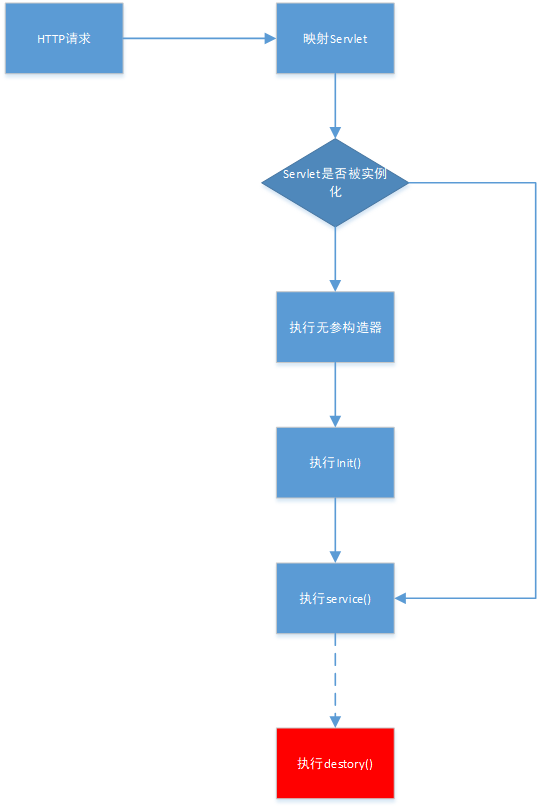 HTTP请求
映射Servlet
Servlet是否被实例
化
执行无参构造器
执行Init()
执行service()
执行destory()